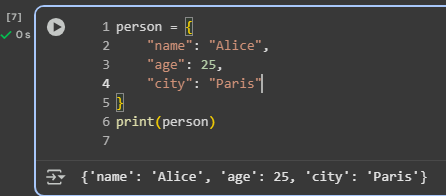 [7]
0s
1 person = {
2     "name": "Alice",
3     "age": 25,
4     "city": "Paris"
5 }
6 print(person)
7
{'name': 'Alice', 'age': 25, 'city': 'Paris'}